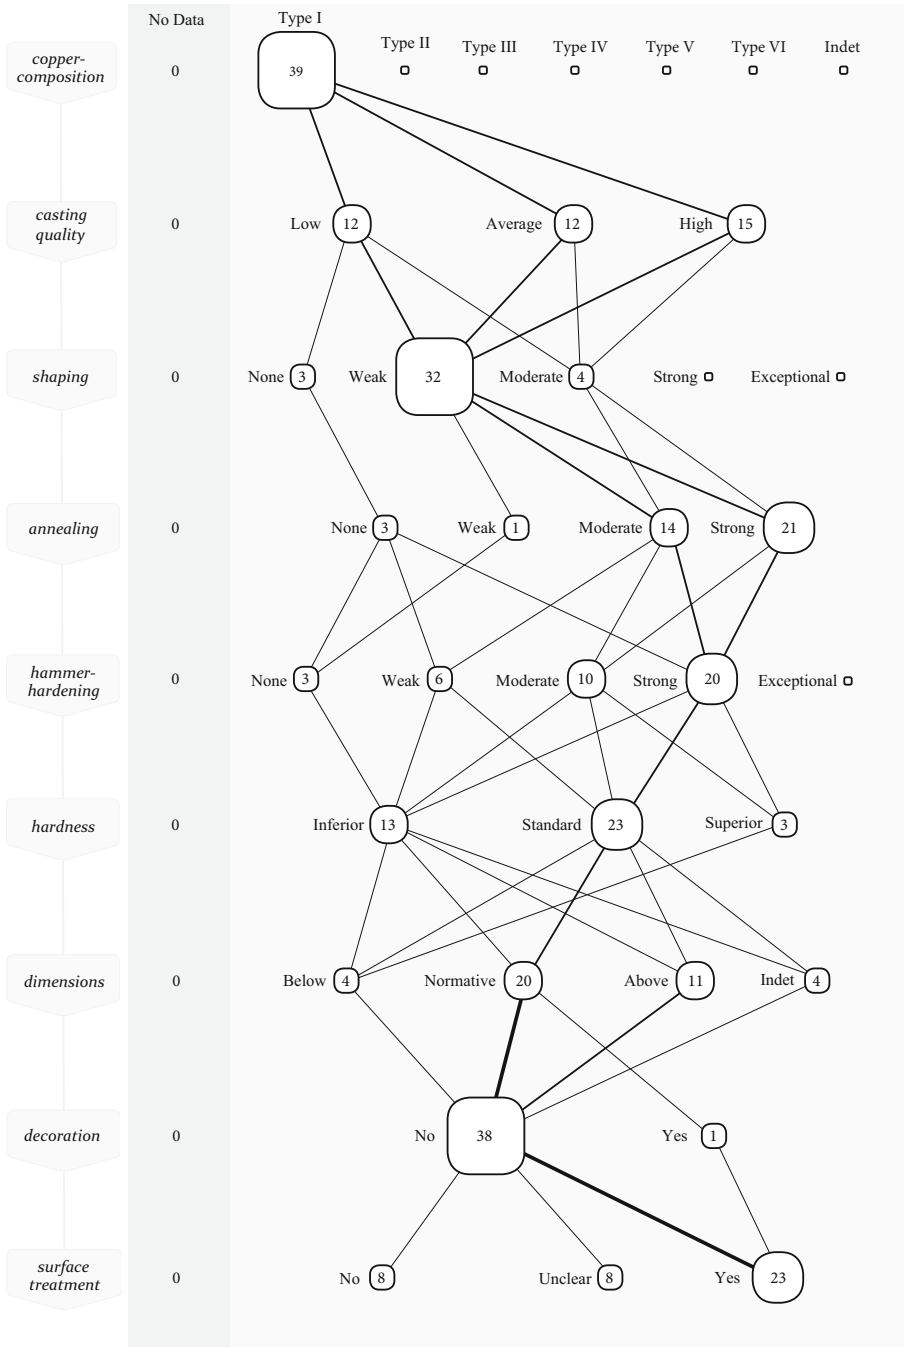 No Data
Type I
Type II
Type III
Type IV
Type V
Type VI
Indet
copper-
composition
0
39
casting
quality
0
Low 12
Average 12
High 15
shaping
0
None 3
Weak 32
Moderate 4
Strong
Exceptional
annealing
0
None 3
Weak 1
Moderate 14
Strong 21
hammer-
hardening
0
None 3
Weak 6
Moderate 10
Strong 20
Exceptional
hardness
0
Inferior 13
Standard 23
Superior 3
dimensions
0
Below 4
Normative 20
Above 11
Indet 4
decoration
0
No 38
Yes 1
surface
treatment
0
No 8
Unclear 8
Yes 23